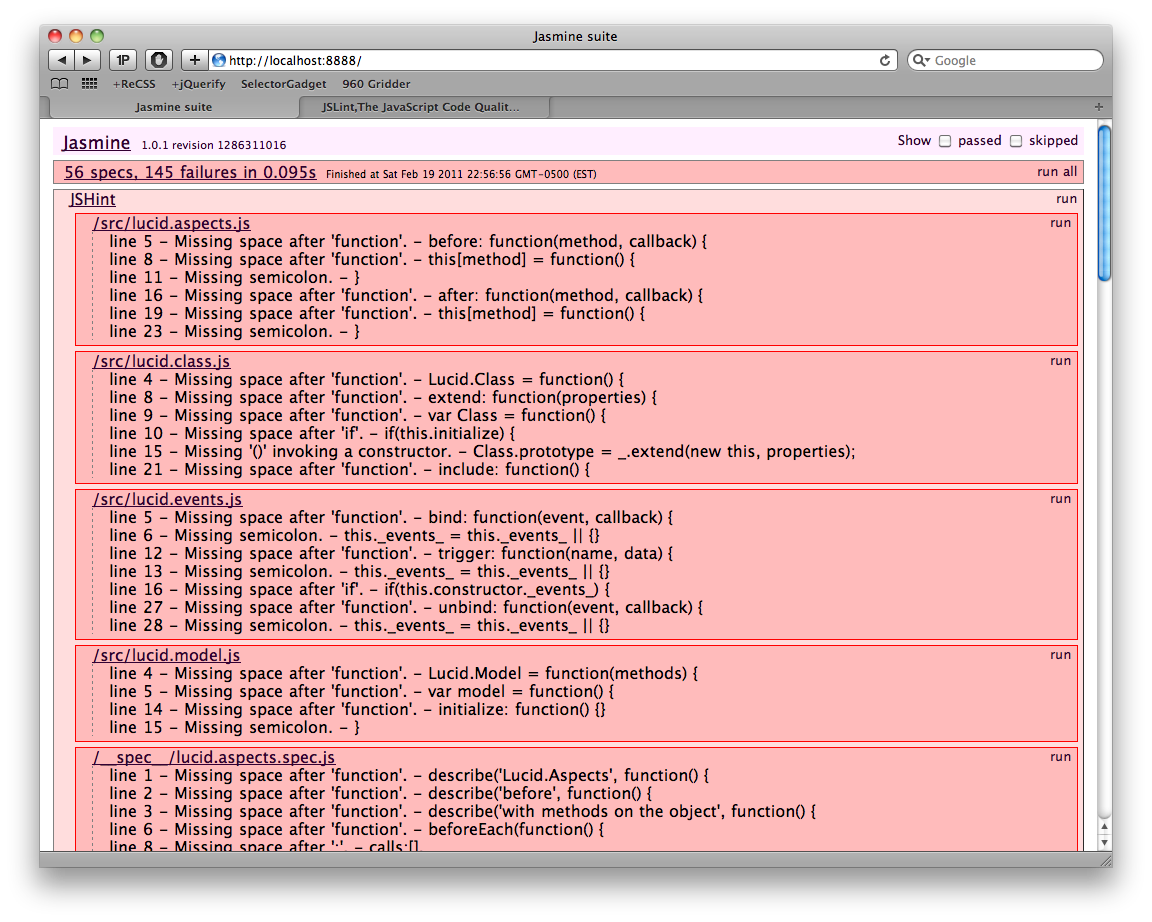 Jasmine suite
1P
http://localhost:8888/
Google
+ReCSS +jQuerify SelectorGadget 960 Gridder
Jasmine suite JSLint,The JavaScript Code Qualit...
Jasmine 1.0.1 revision 1286311016 Show passed skipped
56 specs, 145 failures in 0.095s Finished at Sat Feb 19 2011 22:56:56 GMT-0500 (EST) run all
JSHint run
/src/lucid.aspects.js run
line 5 - Missing space after 'function'. - before: function(method, callback) {
line 8 - Missing space after 'function'. - this[method] = function() {
line 11 - Missing semicolon. - }
line 16 - Missing space after 'function'. - after: function(method, callback) {
line 19 - Missing space after 'function'. - this[method] = function() {
line 23 - Missing semicolon. - }
/src/lucid.class.js run
line 4 - Missing space after 'function'. - Lucid.Class = function() {
line 8 - Missing space after 'function'. - extend: function(properties) {
line 9 - Missing space after 'function'. - var Class = function() {
line 10 - Missing space after 'if'. - if(this.initialize) {
line 15 - Missing '()' invoking a constructor. - Class.prototype = _.extend(new this, properties);
line 21 - Missing space after 'function'. - include: function() {
/src/lucid.events.js run
line 5 - Missing space after 'function'. - bind: function(event, callback) {
line 6 - Missing semicolon. - this._events_ = this._events_ || {}
line 12 - Missing space after 'function'. - trigger: function(name, data) {
line 13 - Missing semicolon. - this._events_ = this._events_ || {}
line 16 - Missing space after 'if'. - if(this.constructor._events_) {
line 27 - Missing space after 'function'. - unbind: function(event, callback) {
line 28 - Missing semicolon. - this._events_ = this._events_ || {}
/src/lucid.model.js run
line 4 - Missing space after 'function'. - Lucid.Model = function(methods) {
line 5 - Missing space after 'function'. - var model = function() {
line 14 - Missing space after 'function'. - initialize: function() {}
line 15 - Missing semicolon. - }
/__spec__/lucid.aspects.spec.js run
line 1 - Missing space after 'function'. - describe('Lucid.Aspects', function() {
line 2 - Missing space after 'function'. - describe('before', function() {
line 3 - Missing space after 'function'. - describe('with methods on the object', function() {
line 6 - Missing space after 'function'. - beforeEach(function() {
line 8 - Missing space after ':'. - calls:[],